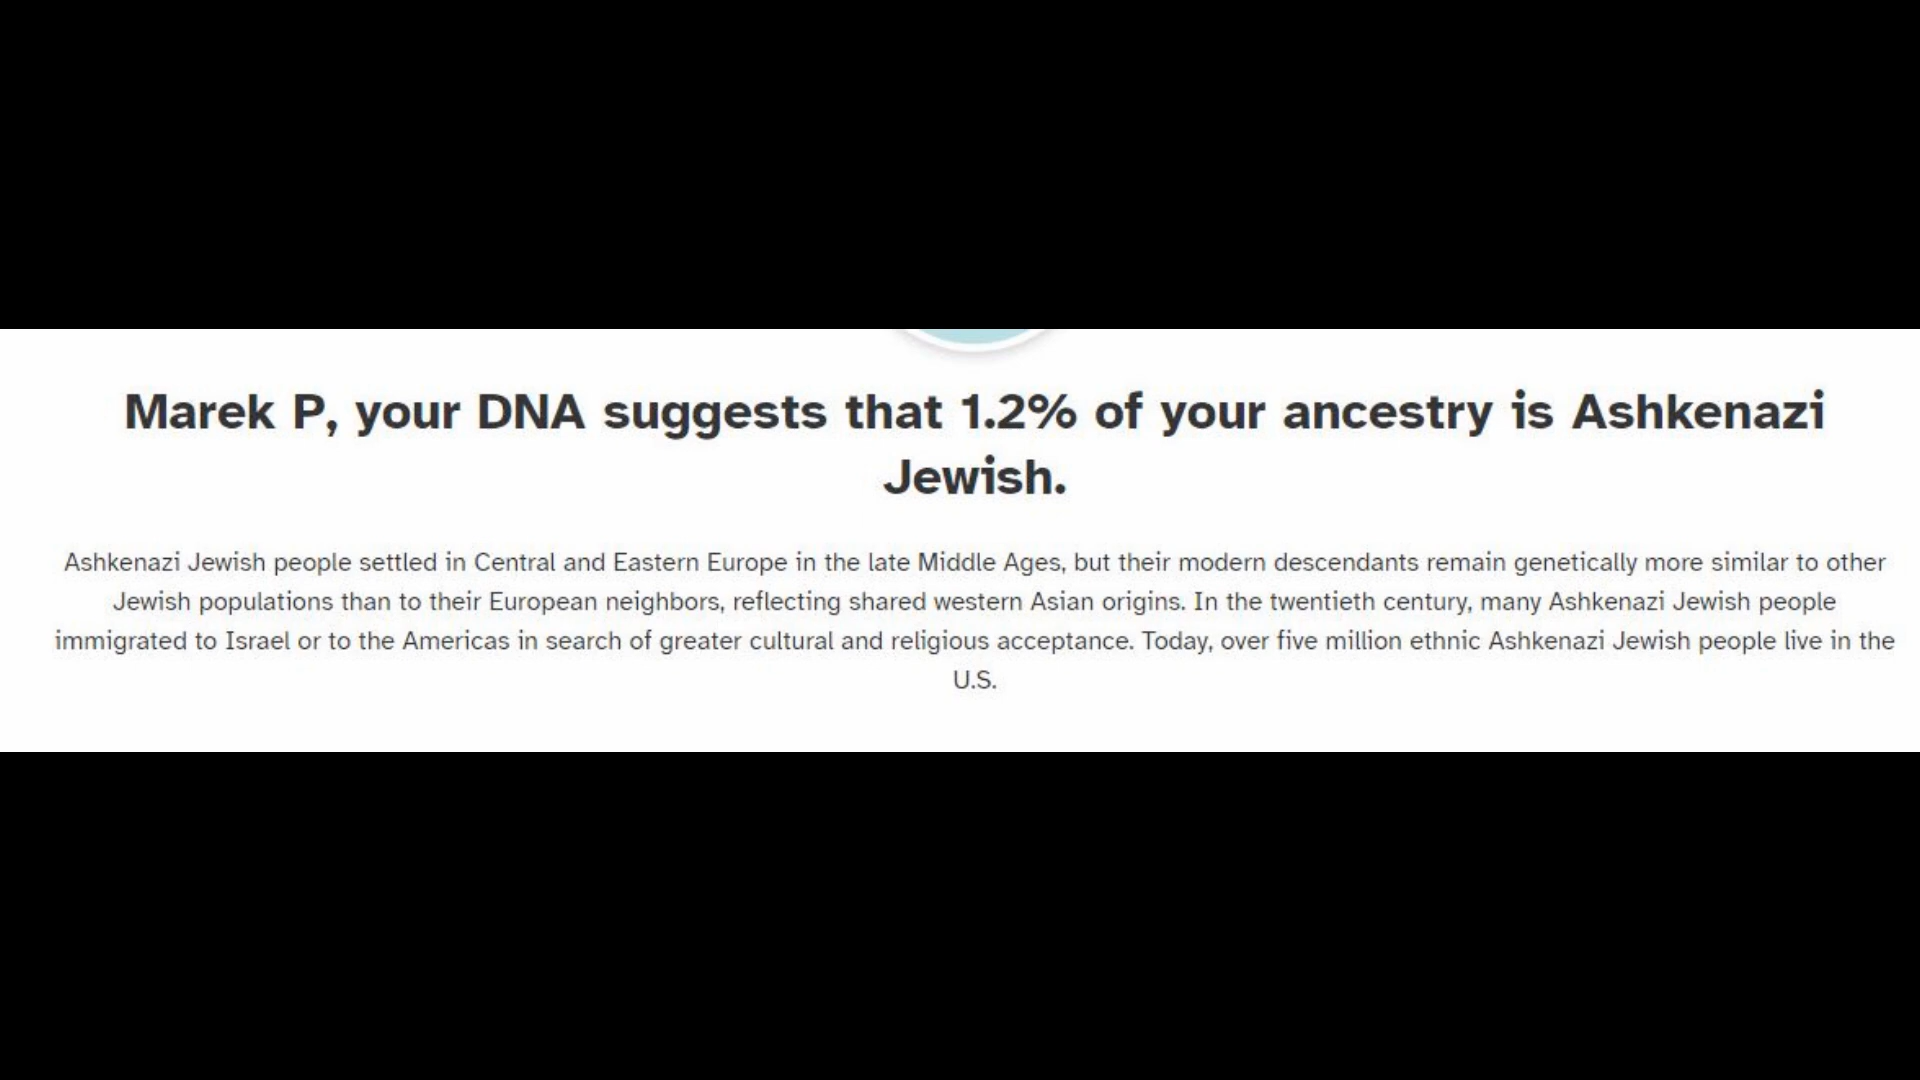 Marek P, your DNA suggests that 1.2% of your ancestry is Ashkenazi
Jewish.
Ashkenazi Jewish people settled in Central and Eastern Europe in the late Middle Ages, but their modern descendants remain genetically more similar to other
Jewish populations than to their European neighbors, reflecting shared western Asian origins. In the twentieth century, many Ashkenazi Jewish people
immigrated to Israel or to the Americas in search of greater cultural and religious acceptance. Today, over five million ethnic Ashkenazi Jewish people live in the
U.S.